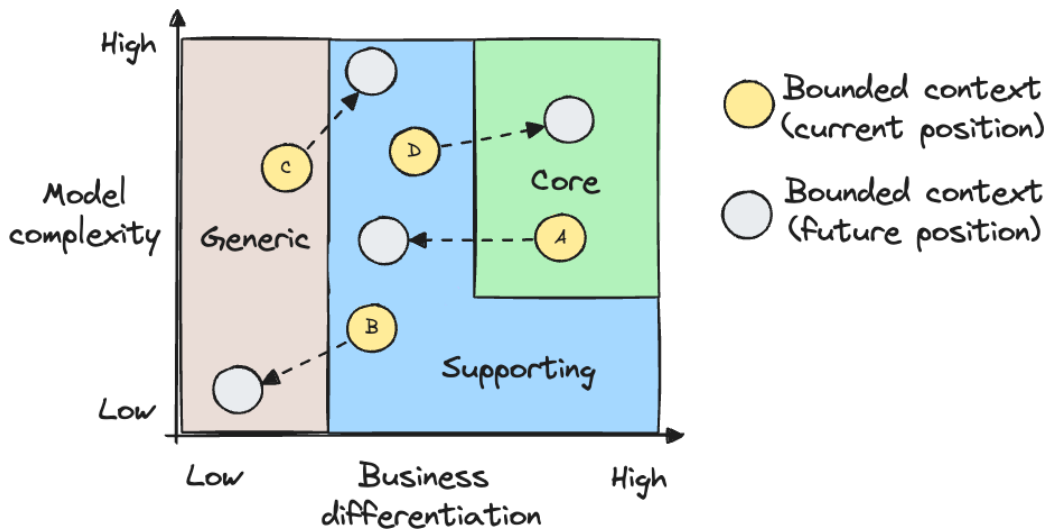 High
Model
complexity
Low
Generic
C
D
Core
A
B
Supporting
Low
Business
differentiation
High
Bounded context
(current position)
Bounded context
(future position)